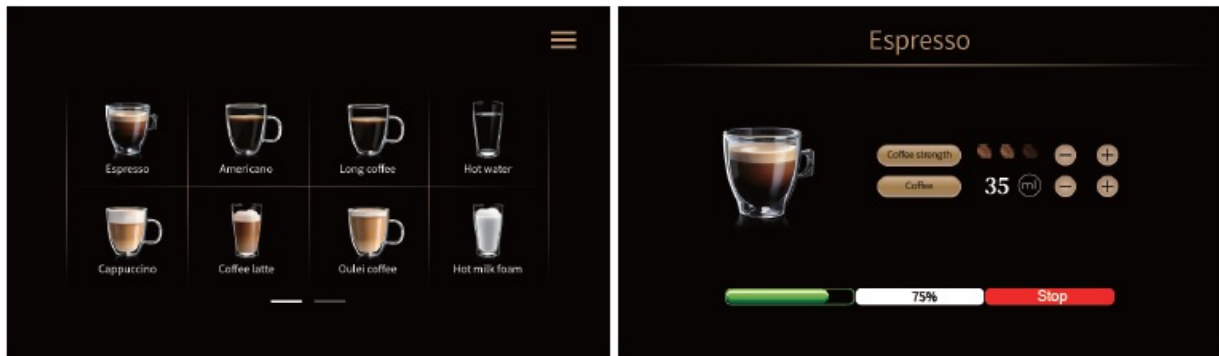 Espresso
Americano
Long coffee
Hot water
Cappuccino
Coffee latte
Oulei coffee
Hot milk foam
Espresso
Coffee strength
Coffee
35 ml
75%
Stop